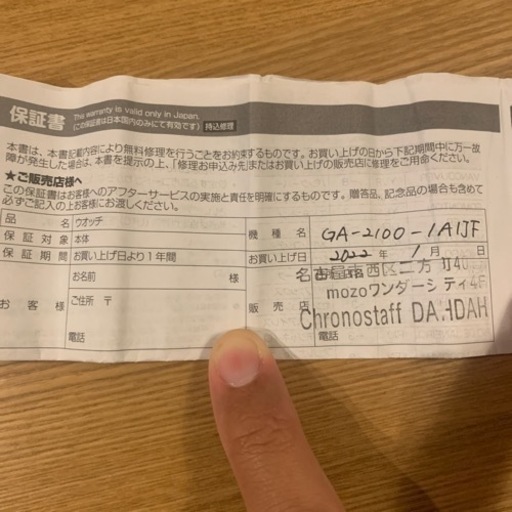 保証書
The warranty is valid only in Japan.
(この保証書は日本国内のみにて有効です)
持込修理
本書は、本書記載内容により無料修理を行うことをお約束するものです。お買い上げの日から下記期間中に万一故
障が発生した場合は、本書を提示の上、「修理お申込み先」またはお買い上げの販売店に修理をご用命ください。
★ご販売店様へ
この保証書はお客様へのアフターサービスの実施と責任を明確にするものです。贈答品、記念品の場合も含めて
必ずご記入の上お客様にお渡しください。
品名 ウオッチ
保証対象 本体
保証期間 お買い上げ日より1年間
お客様
お名前 様
ご住所 〒
電話
機種名 GA-2100-1A1JF
お買い上げ日 2022年 1月 日
販売店
名古屋市西区二方町40
mozoワンダーシティ4F
Chronostaff DA.HDAH
電話